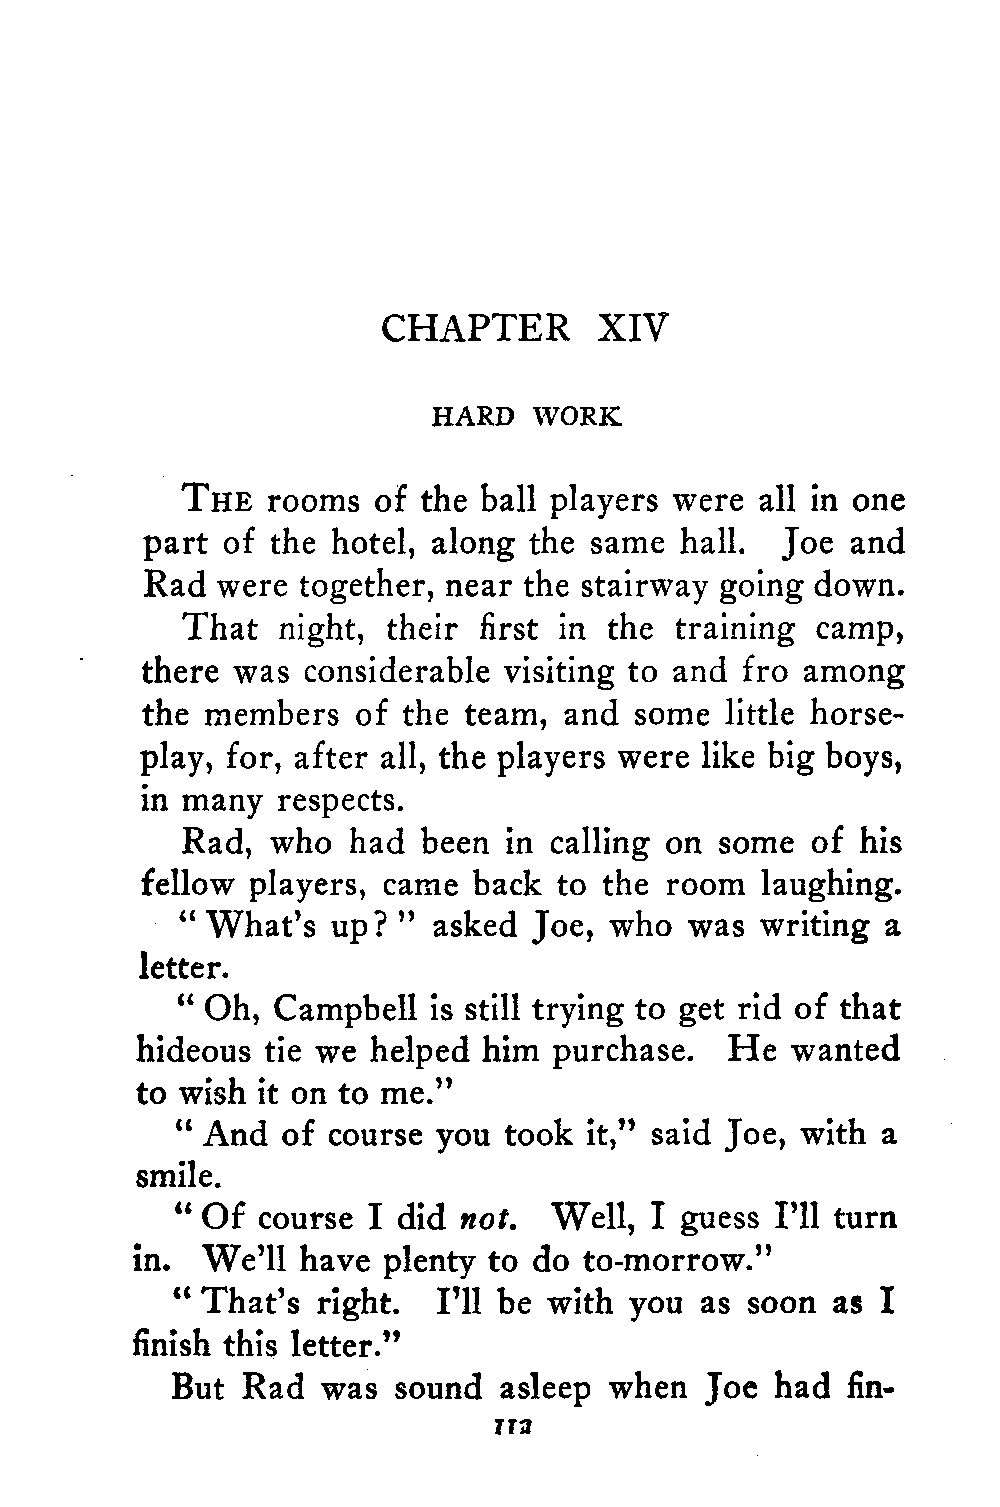 CHAPTER XIV
HARD WORK
THE rooms of the ball players were all in one
part of the hotel, along the same hall. Joe and
Rad were together, near the stairway going down.
That night, their first in the training camp,
there was considerable visiting to and fro among
the members of the team, and some little horse-
play, for, after all, the players were like big boys,
in many respects.
Rad, who had been in calling on some of his
fellow players, came back to the room laughing.
" What's up? " asked Joe, who was writing a
letter.
" Oh, Campbell is still trying to get rid of that
hideous tie we helped him purchase. He wanted
to wish it on to me."
" And of course you took it," said Joe, with a
smile.
" Of course I did not. Well, I guess I'll turn
in. We'll have plenty to do to-morrow."
" That's right. I'll be with you as soon as I
finish this letter."
But Rad was sound asleep when Joe had fin-
112